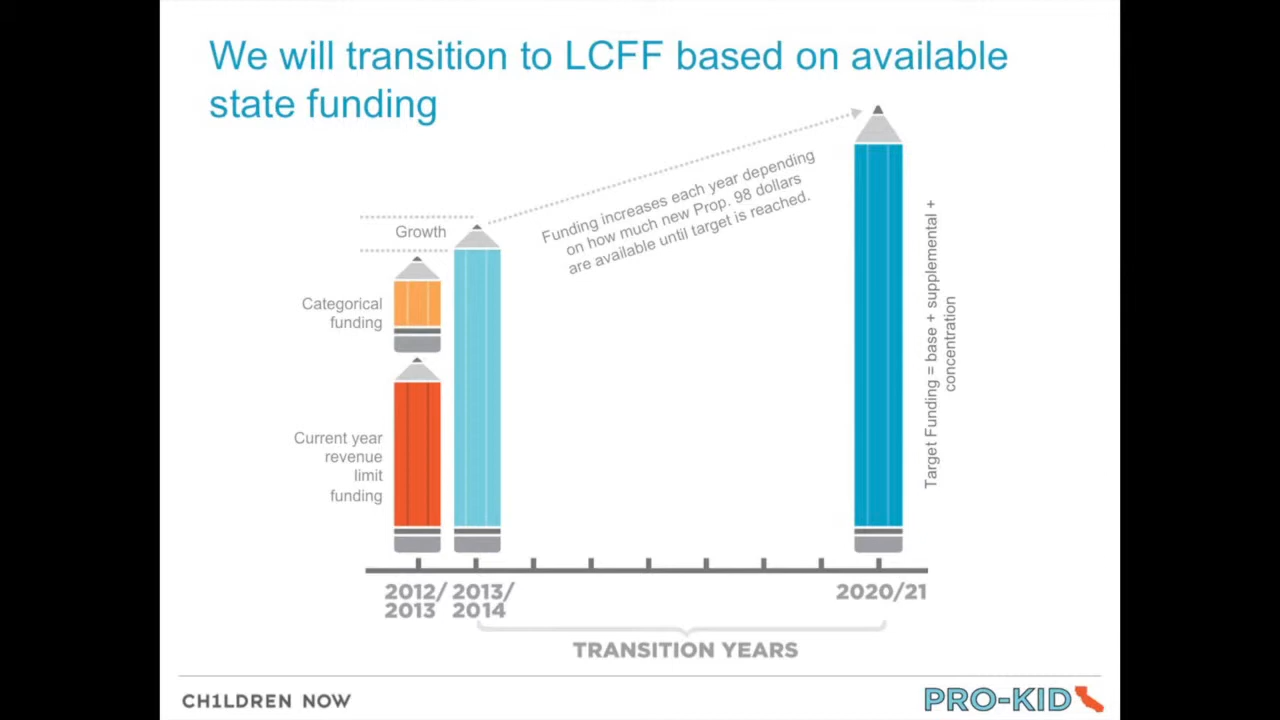 We will transition to LCFF based on available
state funding
Funding increases each year depending
on how much new Prop. 98 dollars
are available until target is reached.
Growth
Categorical
funding
Current year
revenue
limit
funding
Target Funding = base + supplemental +
concentration
2012/
2013
2013/
2014
2020/21
TRANSITION YEARS
CH1LDREN NOW
PRO-KID